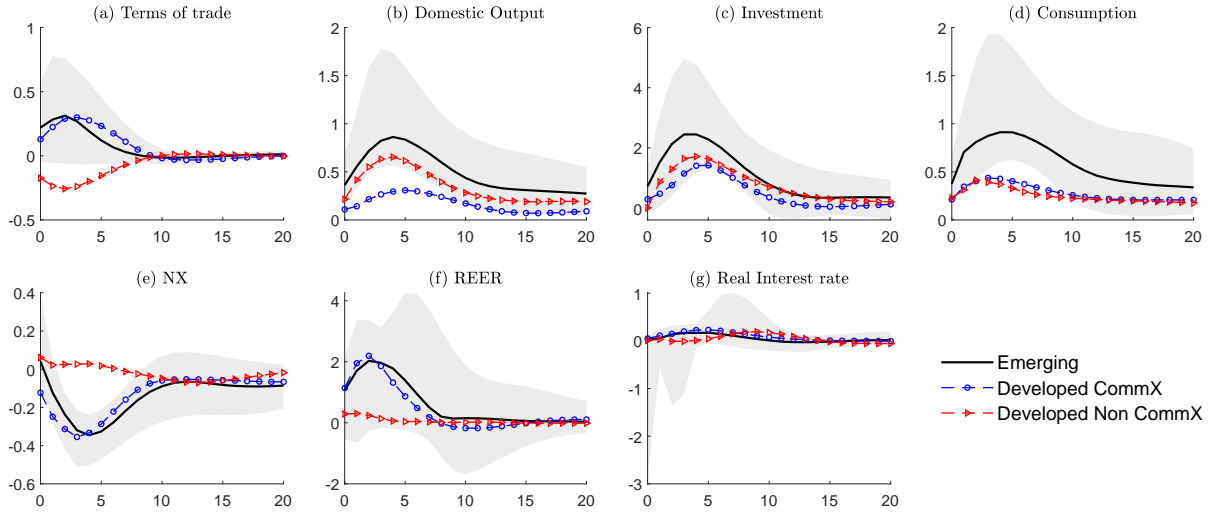 (a) Terms of trade
1
0.5
0
-0.5
0 5 10 15 20
(b) Domestic Output
2
1.5
1
0.5
0
0 5 10 15 20
(c) Investment
6
4
2
0
0 5 10 15 20
(d) Consumption
2
1.5
1
0.5
0
0 5 10 15 20
(e) NX
0.4
0.2
0
-0.2
-0.4
-0.6
0 5 10 15 20
(f) REER
4
2
0
-2
0 5 10 15 20
(g) Real Interest rate
1
0
-1
-2
-3
0 5 10 15 20
Emerging
Developed CommX
Developed Non CommX